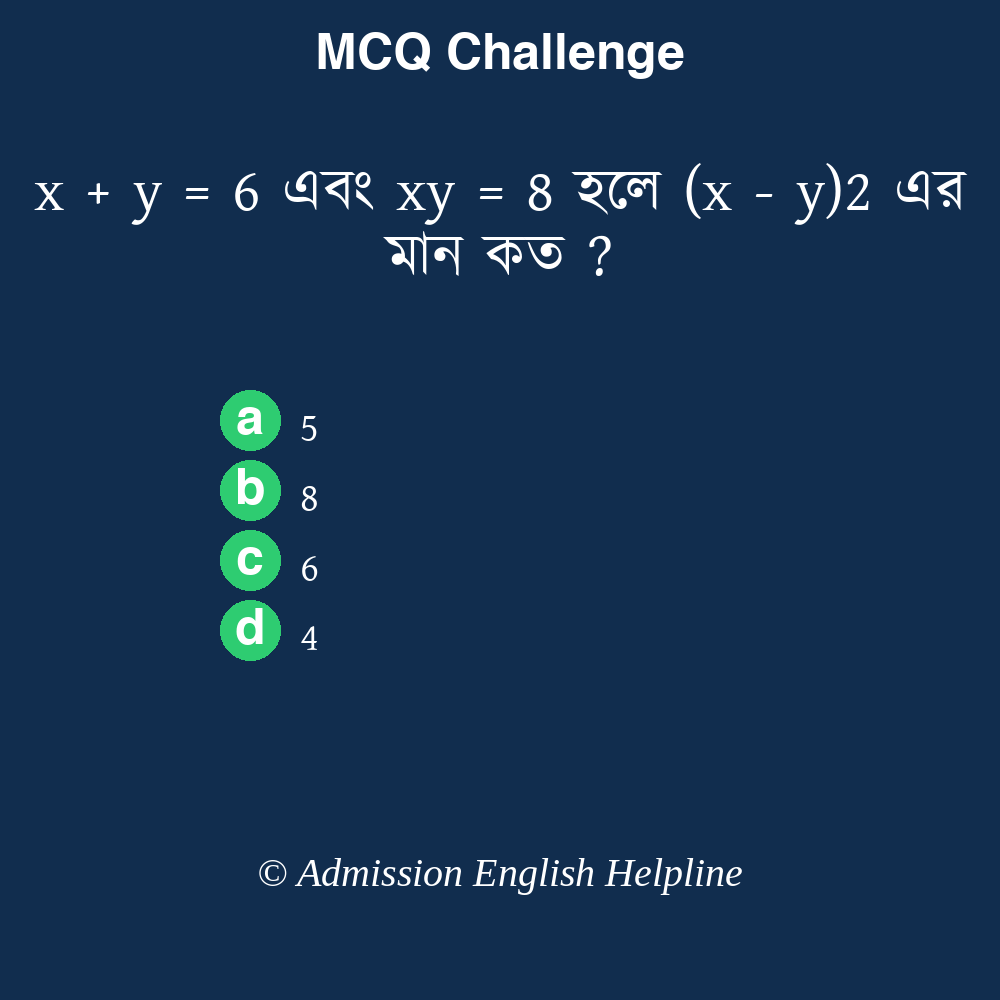 MCQ Challenge
x + y = 6 এবং xy = 8 হলে (x - y)2 এর
মান কত ?
a 5
b 8
c 6
d 4
© Admission English Helpline